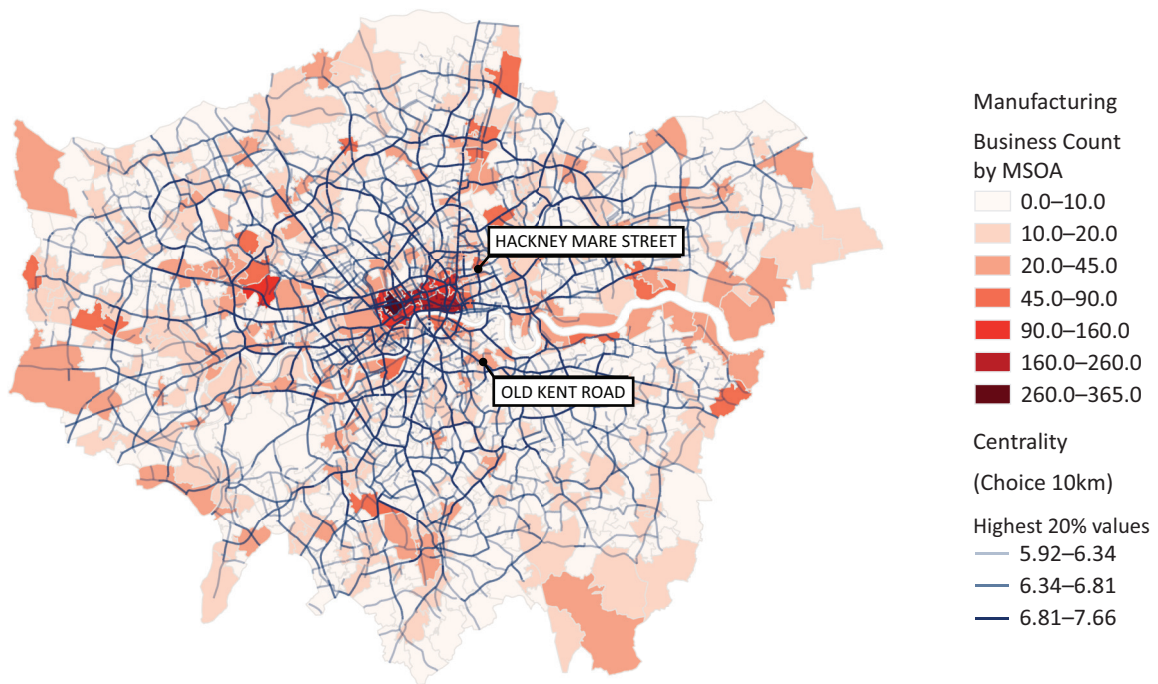 HACKNEY MARE STREET
OLD KENT ROAD
Manufacturing
Business Count
by MSOA
0.0–10.0
10.0–20.0
20.0–45.0
45.0–90.0
90.0–160.0
160.0–260.0
260.0–365.0
Centrality
(Choice 10km)
Highest 20% values
5.92–6.34
6.34–6.81
6.81–7.66